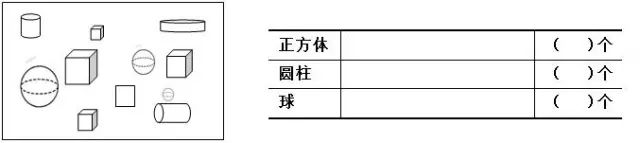 正方体 （ ）个
圆柱 （ ）个
球 （ ）个